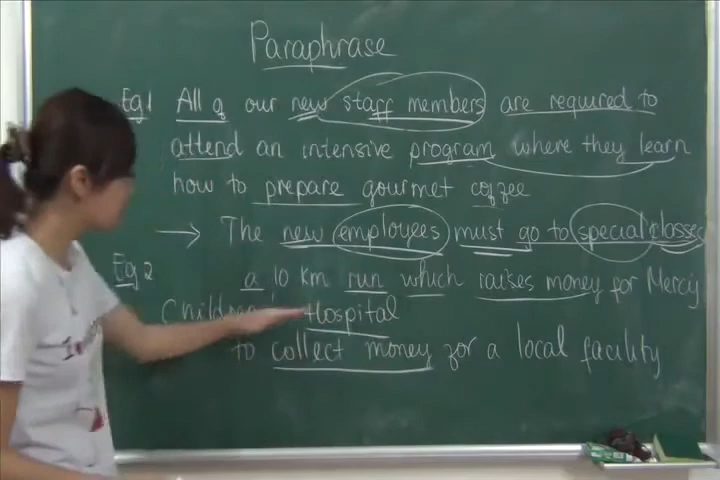 Paraphrase
Eg1 All of our new staff members are required to
attend an intensive program where they learn
how to prepare gourmet coffee
→ The new employees must go to special classes
Eg2 a 10 km run which raises money for Mercy
Hospital
to collect money for a local facility